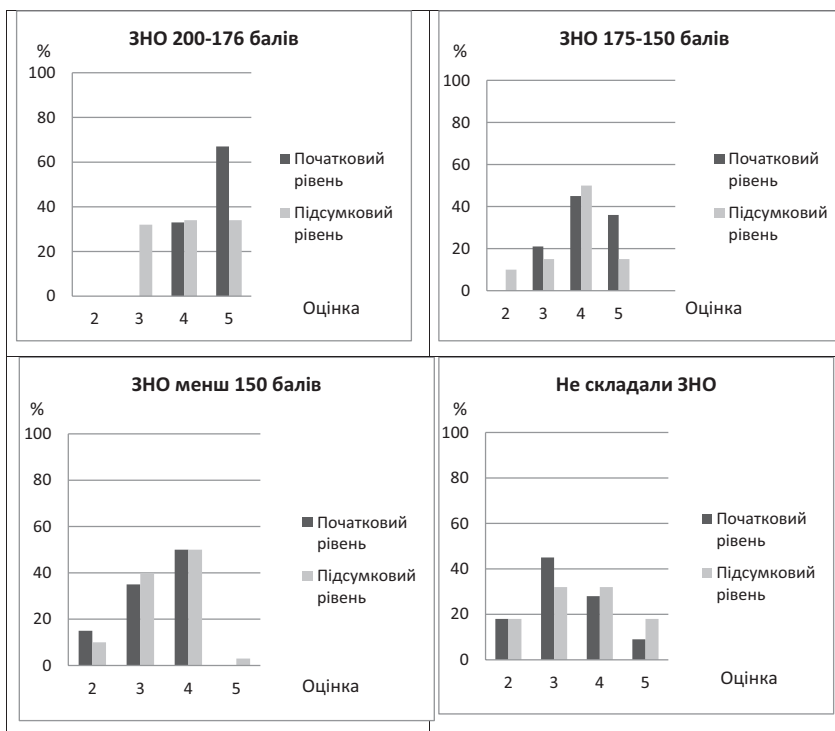 ЗНО 200-176 балів
%
100
80
60
40
20
0
2 3 4 5
Оцінка
Початковий
рівень
Підсумковий
рівень
ЗНО 175-150 балів
%
100
80
60
40
20
0
2 3 4 5
Оцінка
Початковий
рівень
Підсумковий
рівень
ЗНО менш 150 балів
%
100
80
60
40
20
0
2 3 4 5
Оцінка
Початковий
рівень
Підсумковий
рівень
Не складали ЗНО
%
100
80
60
40
20
0
2 3 4 5
Оцінка
Початковий
рівень
Підсумковий
рівень